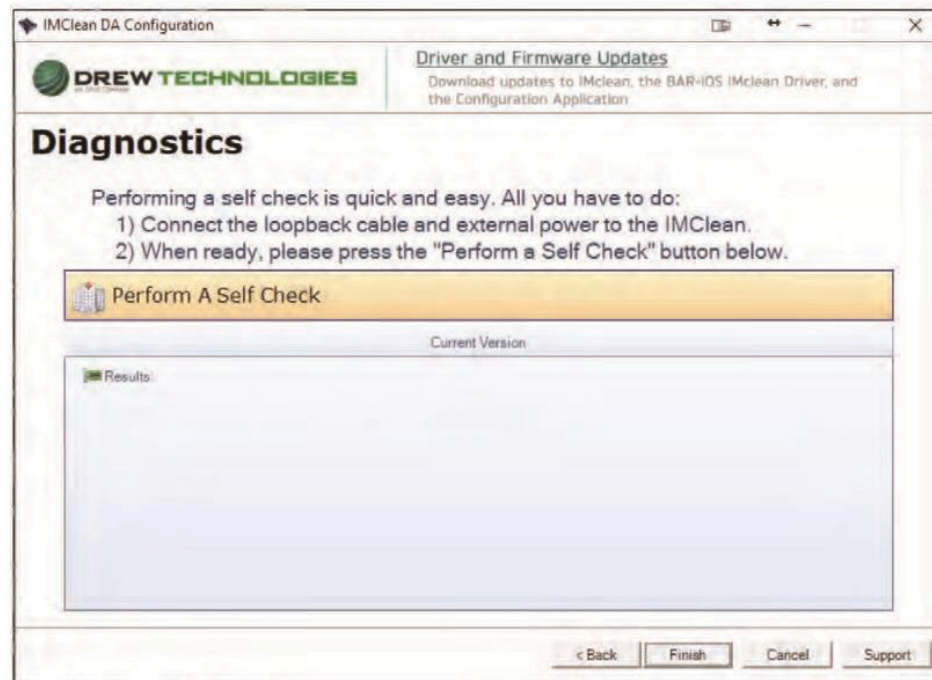 IMClean DA Configuration
DREW TECHNOLOGIES
Driver and Firmware Updates
Download updates to IMclean, the BAR-IOS IMclean Driver, and
the Configuration Application
Diagnostics
Performing a self check is quick and easy. All you have to do:
1) Connect the loopback cable and external power to the IMClean.
2) When ready, please press the "Perform a Self Check" button below.
Perform A Self Check
Current Version
Results:
< Back
Finish
Cancel
Support